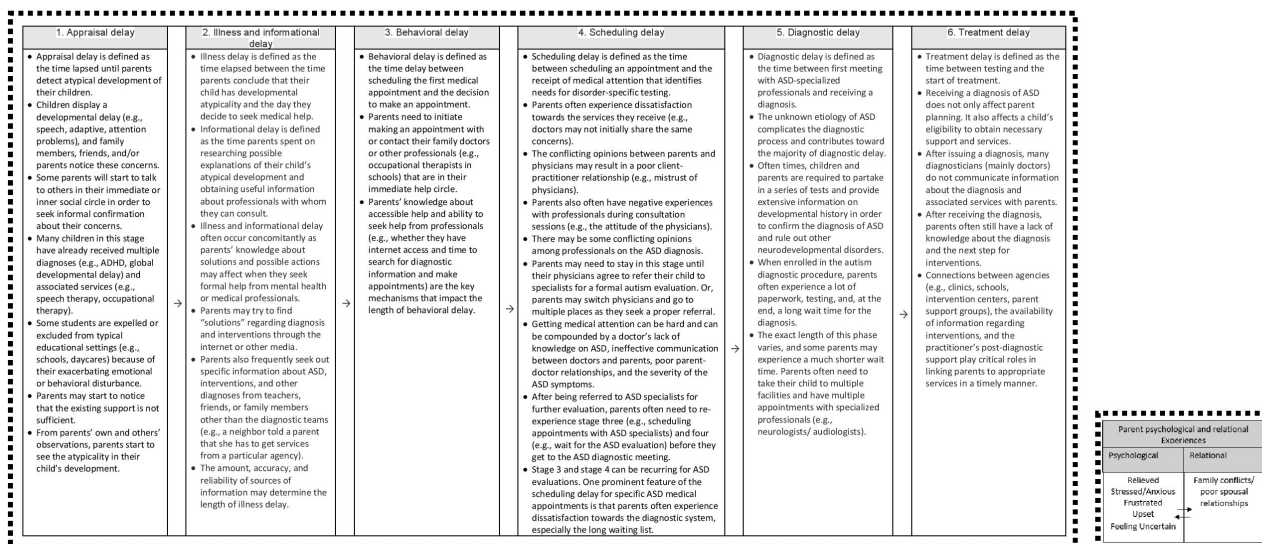 1. Appraisal delay
• Appraisal delay is defined as
the time lapsed until parents
detect atypical development of
their children.
• Children display a
developmental delay (e.g.,
speech, adaptive, attention
problems), and family
members, friends, and/or
parents notice these concerns.
• Some parents will start to talk
to others in their immediate or
inner social circle in order to
seek informal confirmation
about their concerns.
• Many children in this stage
have already received multiple
diagnoses (e.g., ADHD, global
developmental delay) and
associated services (e.g.,
speech therapy, occupational
therapy).
• Some students are expelled or
excluded from typical
educational settings (e.g.,
schools, daycares) because of
their exacerbating emotional
or behavioral disturbance.
• Parents may start to notice
that the existing support is not
sufficient.
• From parents' own and others'
observations, parents start to
see the atypicality in their
child's development.
→
2. Illness and informational
delay
• Illness delay is defined as the
time elapsed between the time
parents conclude that their
child has developmental
atypicality and the day they
decide to seek medical help.
• Informational delay is defined
as the time parents spent on
researching possible
explanations of their child's
atypical development and
obtaining useful information
about professionals with whom
they can consult.
• Illness and informational delay
often occur concomitantly as
parents' knowledge about
solutions and possible actions
may affect when they seek
formal help from mental health
or medical professionals.
• Parents may try to find
"solutions" regarding diagnosis
and interventions through the
internet or other media.
• Parents also frequently seek out
specific information about ASD,
interventions, and other
diagnoses from teachers,
friends, or family members
other than the diagnostic teams
(e.g., a neighbor told a parent
that she has to get services
from a particular agency).
• The amount, accuracy, and
reliability of sources of
information may determine the
length of illness delay.
→
3. Behavioral delay
• Behavioral delay is defined as
the time delay between
scheduling the first medical
appointment and the decision
to make an appointment.
• Parents need to initiate
making an appointment with
or contact their family doctors
or other professionals (e.g.,
occupational therapists in
schools) that are in their
immediate help circle.
• Parents' knowledge about
accessible help and ability to
seek help from professionals
(e.g., whether they have
internet access and time to
search for diagnostic
information and make
appointments) are the key
mechanisms that impact the
length of behavioral delay.
→
4. Scheduling delay
• Scheduling delay is defined as the time
between scheduling an appointment and the
receipt of medical attention that identifies
needs for disorder-specific testing.
• Parents often experience dissatisfaction
towards the services they receive (e.g.,
doctors may not initially share the same
concerns).
• The conflicting opinions between parents and
physicians may result in a poor client-
practitioner relationship (e.g., mistrust of
physicians).
• Parents also often have negative experiences
with professionals during consultation
sessions (e.g., the attitude of the physicians).
• There may be some conflicting opinions
among professionals on the ASD diagnosis.
• Parents may need to stay in this stage until
their physicians agree to refer their child to
specialists for a formal autism evaluation. Or,
parents may switch physicians and go to
multiple places as they seek a proper referral.
• Getting medical attention can be hard and can
be compounded by a doctor's lack of
knowledge on ASD, ineffective communication
between doctors and parents, poor parent-
doctor relationships, and the severity of the
ASD symptoms.
• After being referred to ASD specialists for
further evaluation, parents often need to re-
experience stage three (e.g., scheduling
appointments with ASD specialists) and four
(e.g., wait for the ASD evaluation) before they
get to the ASD diagnostic meeting.
• Stage 3 and stage 4 can be recurring for ASD
evaluations. One prominent feature of the
scheduling delay for specific ASD medical
appointments is that parents often experience
dissatisfaction towards the diagnostic system,
especially the long waiting list.
→
5. Diagnostic delay
• Diagnostic delay is defined as the
time between first meeting
with ASD-specialized
professionals and receiving a
diagnosis.
• The unknown etiology of ASD
complicates the diagnostic
process and contributes toward
the majority of diagnostic delay.
• Often times, children and
parents are required to partake
in a series of tests and provide
extensive information on
developmental history in order
to confirm the diagnosis of ASD
and rule out other
neurodevelopmental disorders.
• When enrolled in the autism
diagnostic procedure, parents
often experience a lot of
paperwork, testing, and, at the
end, a long wait time for the
diagnosis.
• The exact length of this phase
varies, and some parents may
experience a much shorter wait
time. Parents often need to
take their child to multiple
facilities and have multiple
appointments with specialized
professionals (e.g.,
neurologists/ audiologists).
→
6. Treatment delay
• Treatment delay is defined as the
time between testing and the
start of treatment.
• Receiving a diagnosis of ASD
does not only affect parent
planning. It also affects a child's
eligibility to obtain necessary
support and services.
• After issuing a diagnosis, many
diagnosticians (mainly doctors)
do not communicate information
about the diagnosis and
associated services with parents.
• After receiving the diagnosis,
parents often still have a lack of
knowledge about the diagnosis
and the next step for
interventions.
• Connections between agencies
(e.g., clinics, schools,
intervention centers, parent
support groups), the availability
of information regarding
interventions, and the
practitioner's post-diagnostic
support play critical roles in
linking parents to appropriate
services in a timely manner.
Parent psychological and relational
Experiences
Psychological
Relational
Relieved
Stressed/Anxious
Frustrated
Upset
Feeling Uncertain
Family conflicts/
poor spousal
relationships